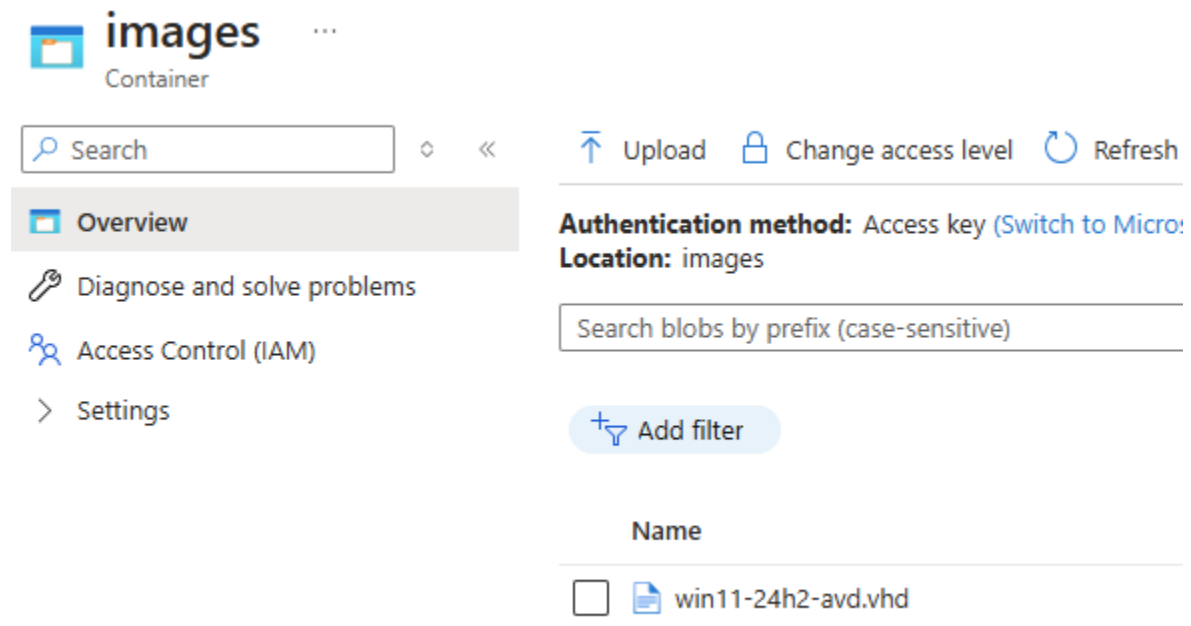 images ...
Container
Search
Overview
Diagnose and solve problems
Access Control (IAM)
Settings
Upload Change access level Refresh
Authentication method: Access key (Switch to Micros
Location: images
Search blobs by prefix (case-sensitive)
Add filter
Name
win11-24h2-avd.vhd